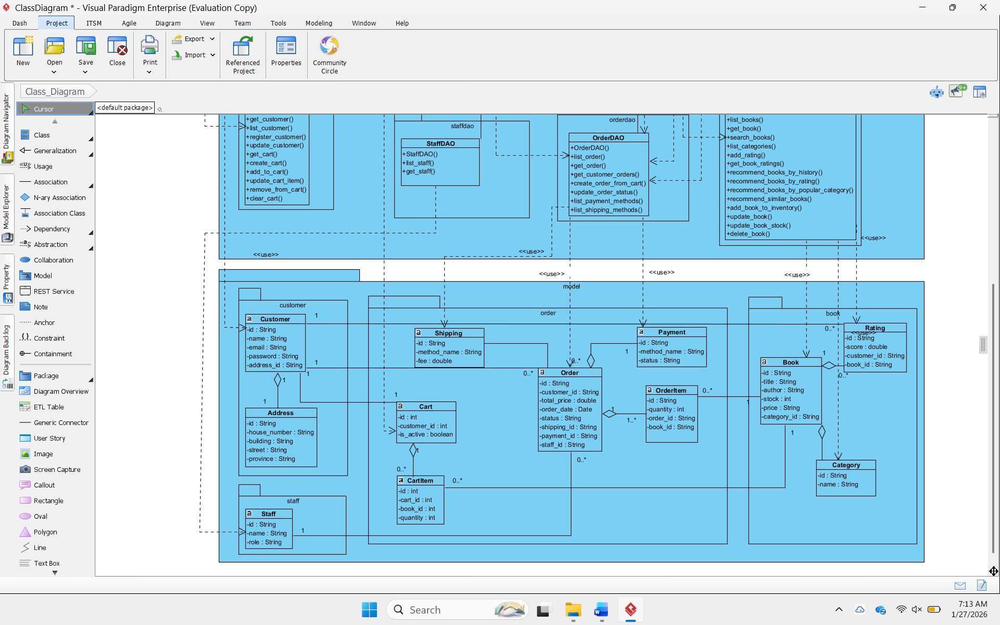 ClassDiagram * - Visual Paradigm Enterprise (Evaluation Copy)
Dash
Project
ITSM
Agile
Diagram
View
Team
Tools
Modeling
Window
Help
New
Open
Save
Close
Print
Export
Import
Referenced
Project
Properties
Community
Circle
Class_Diagram
9+
Diagram Navigator
Model Explorer
Property
Diagram Backlog
Cursor
Class
Generalization
Usage
Association
N-ary Association
Association Class
Dependency
Abstraction
Collaboration
Model
REST Service
Note
Anchor
Constraint
Containment
Package
Diagram Overview
ETL Table
Generic Connector
User Story
Image
Screen Capture
Callout
Rectangle
Oval
Polygon
Line
Text Box
<default package>
+get_customer()
+list_customer()
+register_customer()
+update_customer()
+get_cart()
+create_cart()
+add_to_cart()
+update_cart_item()
+remove_from_cart()
+clear_cart()
staffdao
StaffDAO
+StaffDAO()
+list_staff()
+get_staff()
orderdao
OrderDAO
+OrderDAO()
+list_order()
+get_order()
+get_customer_orders()
+create_order_from_cart()
+update_order_status()
+list_payment_methods()
+list_shipping_methods()
+list_books()
+get_book()
+search_books()
+list_categories()
+add_rating()
+get_book_ratings()
+recommend_books_by_history()
+recommend_books_by_rating()
+recommend_books_by_popular_category()
+recommend_similar_books()
+add_book_to_inventory()
+update_book()
+update_book_stock()
+delete_book()
<<use>>
<<use>>
<<use>>
<<use>>
<<use>>
<<use>>
model
customer
a Customer
-id : String
-name : String
-email : String
-password : String
-address_id : String
1
1
1
1
1
Address
-id : String
-house_number : String
-building : String
-street : String
-province : String
staff
a Staff
-id : String
-name : String
-role : String
1
order
a Shipping
-id : String
-method_name : String
-fee : double
a Payment
-id : String
-method_name : String
-status : String
1
0..*
0..*
a Order
-id : String
-customer_id : String
-total_price : double
-order_date : Date
-status : String
-shipping_id : String
-payment_id : String
-staff_id : String
0..*
1
1..*
a OrderItem
-id : String
-quantity : int
-order_id : String
-book_id : String
0..*
1
1
a Cart
-id : int
-customer_id : int
-is_active : boolean
1
0..*
a CartItem
-id : int
-cart_id : int
-book_id : int
-quantity : int
0..*
book
0..*
Rating
<<use>>
-id : String
-score : double
-customer_id : String
-book_id : String
1
0..*
a Book
-id : String
-title : String
-author : String
-stock : int
-price : String
-category_id : String
1
Category
-id : String
-name : String
Search
7:13 AM
1/27/2026